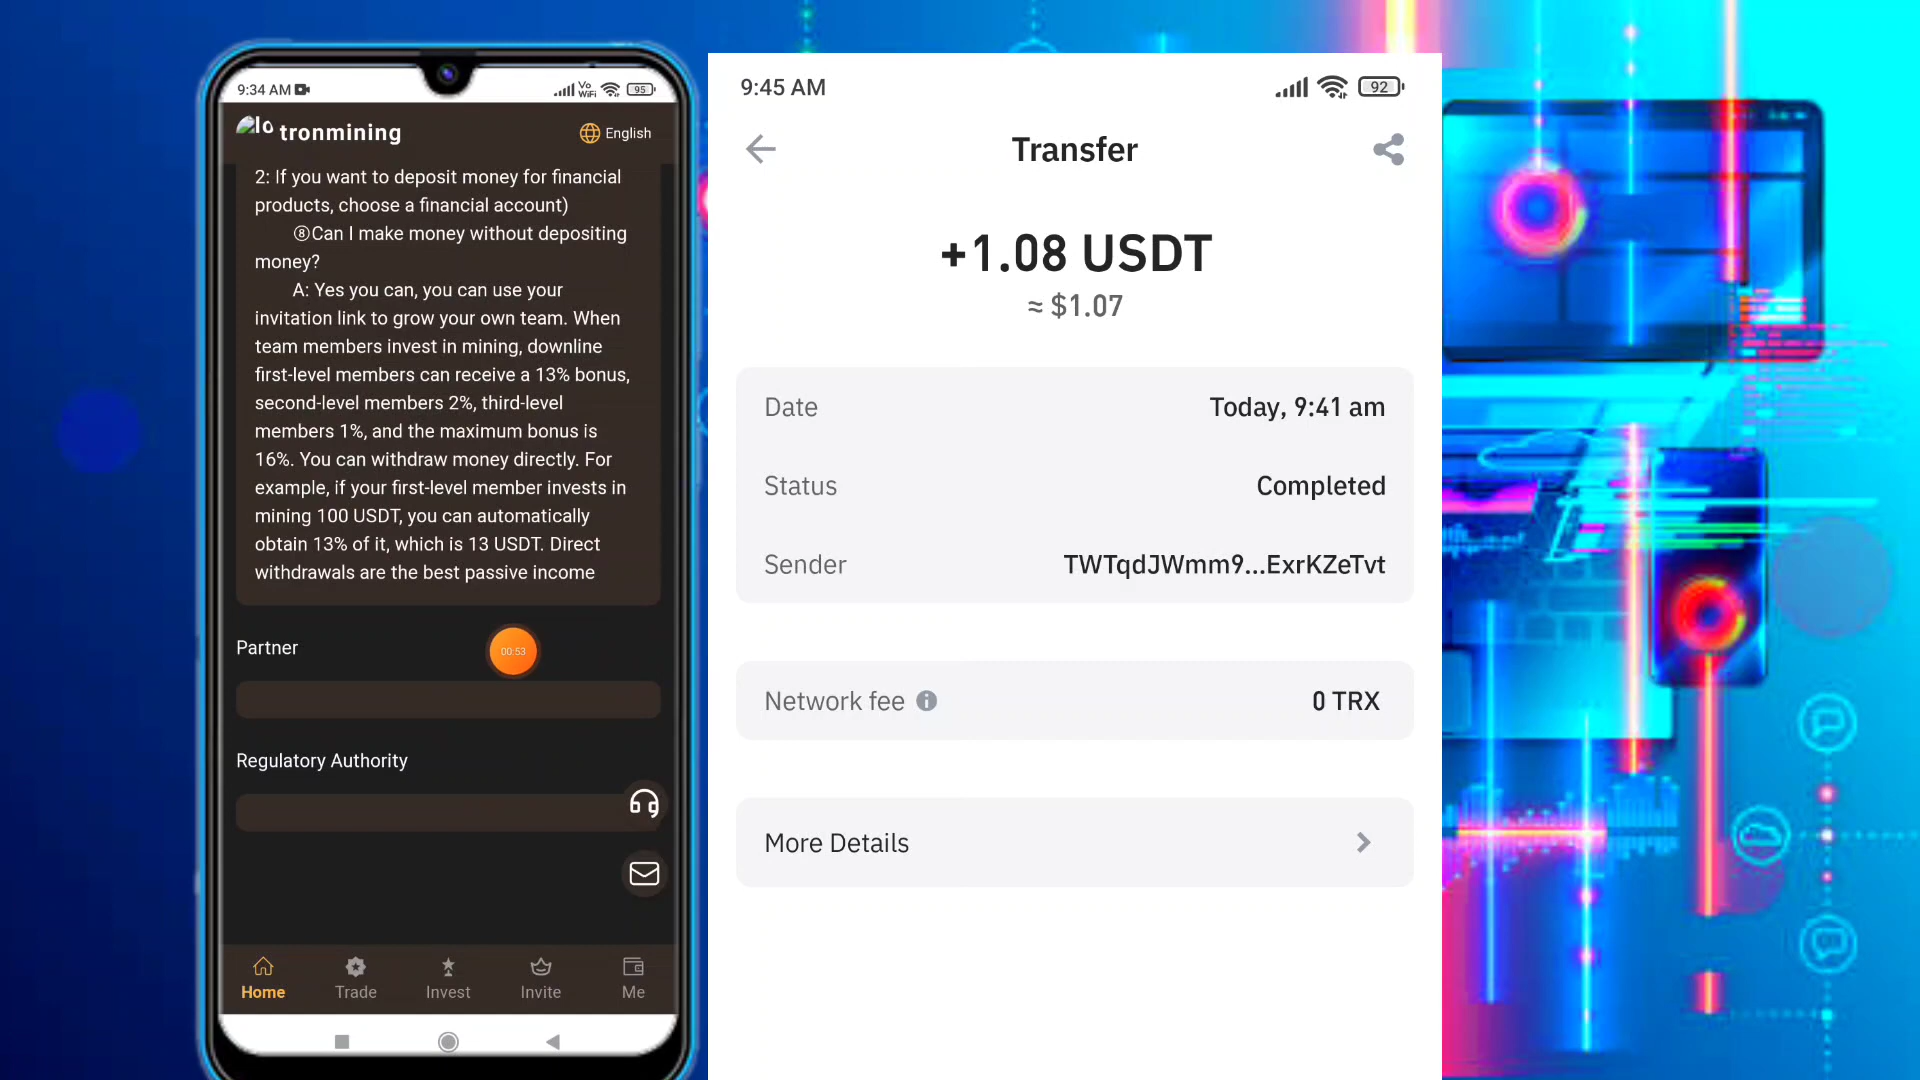 9:34 AM
Vo
WiFi
95
lo
tronmining
English
2: If you want to deposit money for financial
products, choose a financial account)
⑧Can I make money without depositing
money?
A: Yes you can, you can use your
invitation link to grow your own team. When
team members invest in mining, downline
first-level members can receive a 13% bonus,
second-level members 2%, third-level
members 1%, and the maximum bonus is
16%. You can withdraw money directly. For
example, if your first-level member invests in
mining 100 USDT, you can automatically
obtain 13% of it, which is 13 USDT. Direct
withdrawals are the best passive income
Partner
00:53
Regulatory Authority
Home
Trade
Invest
Invite
Me
9:45 AM
92
Transfer
+1.08 USDT
≈ $1.07
Date
Today, 9:41 am
Status
Completed
Sender
TWTqdJWmm9...ExrKZeTvt
Network fee
0 TRX
More Details